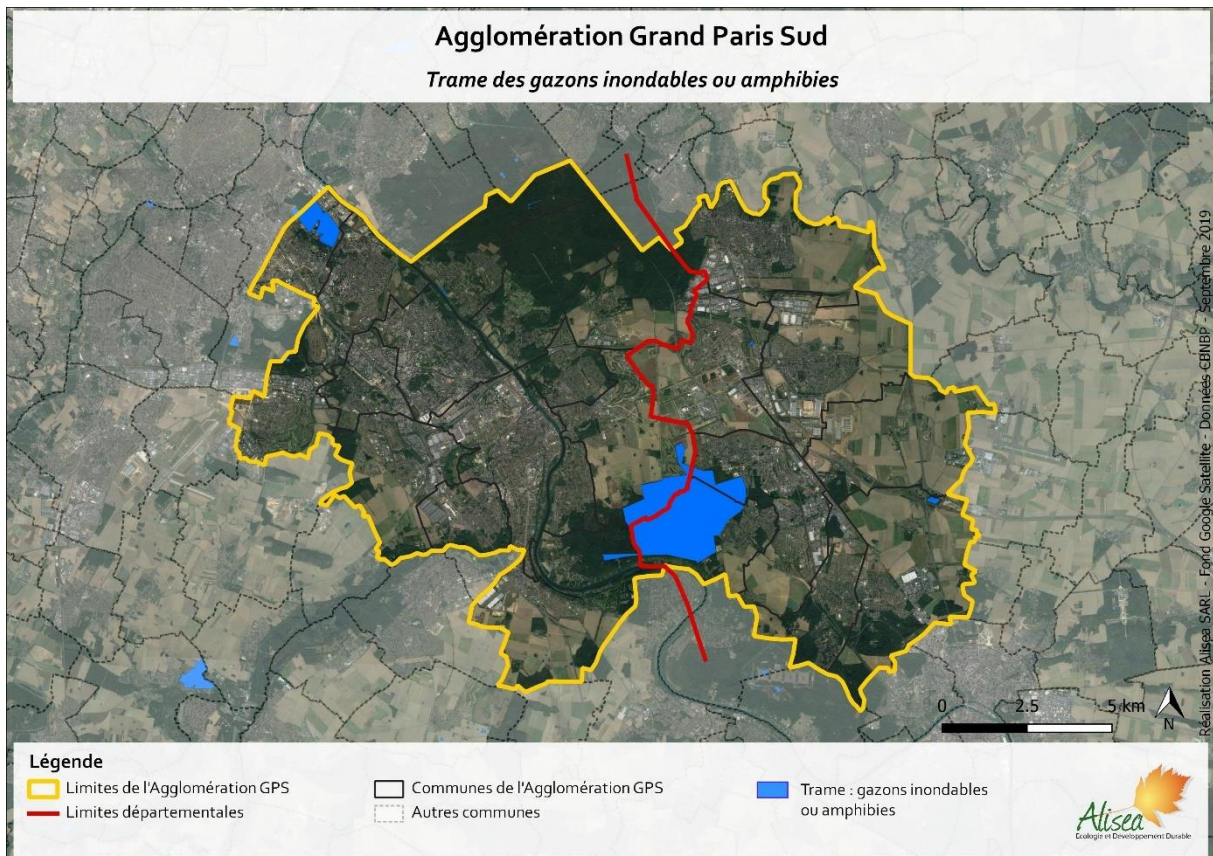 Agglomération Grand Paris Sud
Trame des gazons inondables ou amphibies
Réalisation Alisea SARL - Fond Google Satellite - Données CBNBP - Septembre 2019
0 2.5 5 km
N
Légende
Limites de l'Agglomération GPS
Limites départementales
Communes de l'Agglomération GPS
Autres communes
Trame : gazons inondables
ou amphibies
Alisea
Ecologie et Développement Durable